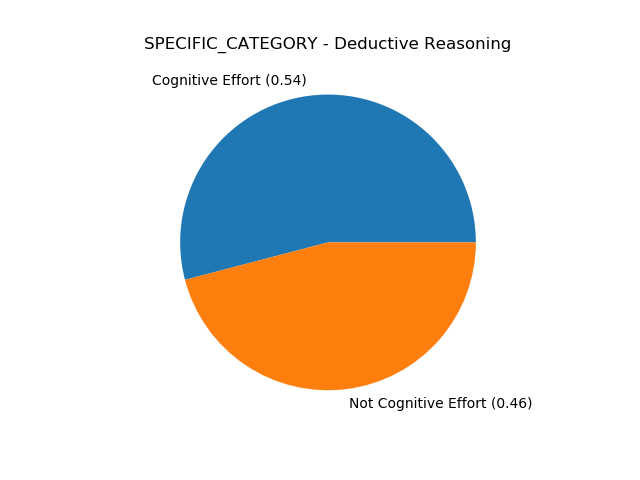 SPECIFIC_CATEGORY - Deductive Reasoning
Cognitive Effort (0.54)
Not Cognitive Effort (0.46)